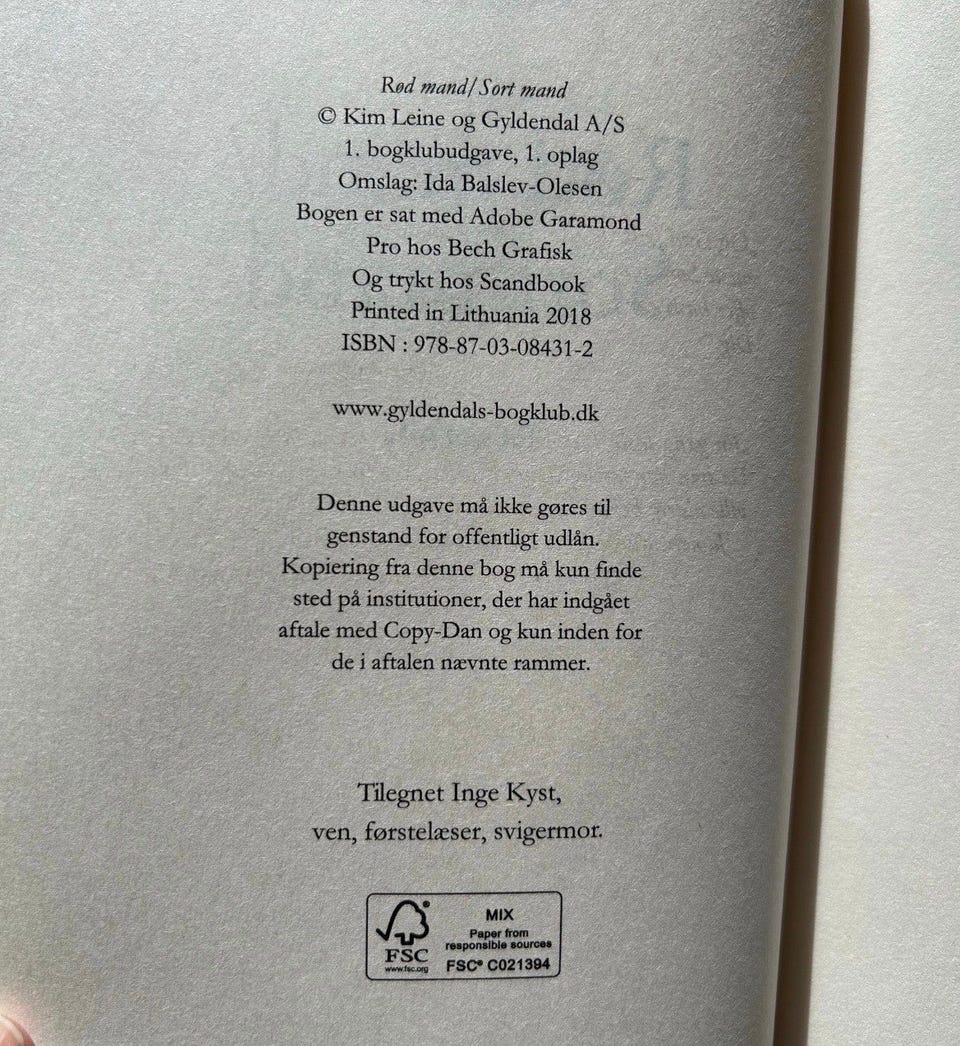 Rød mand/Sort mand
© Kim Leine og Gyldendal A/S
1. bogklubudgave, 1. oplag
Omslag: Ida Balslev-Olesen
Bogen er sat med Adobe Garamond
Pro hos Bech Grafisk
Og trykt hos Scandbook
Printed in Lithuania 2018
ISBN : 978-87-03-08431-2
www.gyldendals-bogklub.dk
Denne udgave må ikke gøres til
genstand for offentligt udlån.
Kopiering fra denne bog må kun finde
sted på institutioner, der har indgået
aftale med Copy-Dan og kun inden for
de i aftalen nævnte rammer.
Tilegnet Inge Kyst,
ven, førstelæser, svigermor.
FSC
www.fsc.org
MIX
Paper from
responsible sources
FSC® C021394